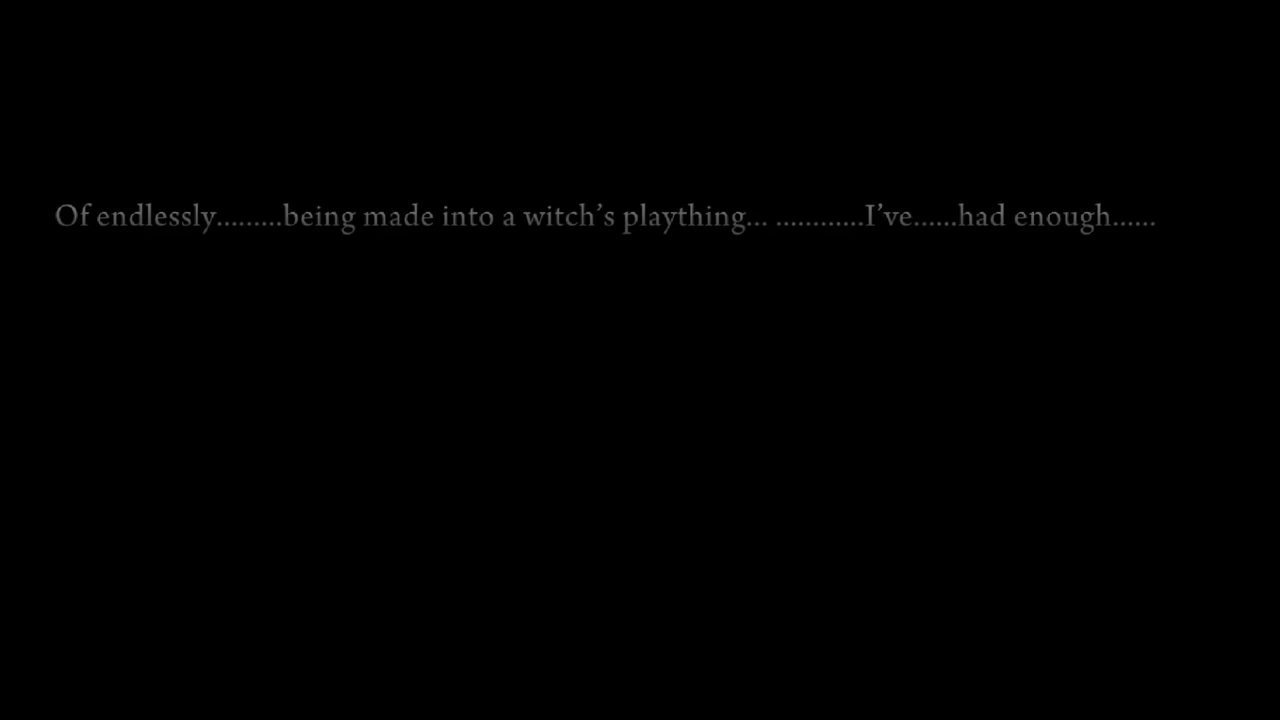 Of endlessly.........being made into a witch’s plaything... ............I’ve......had enough......